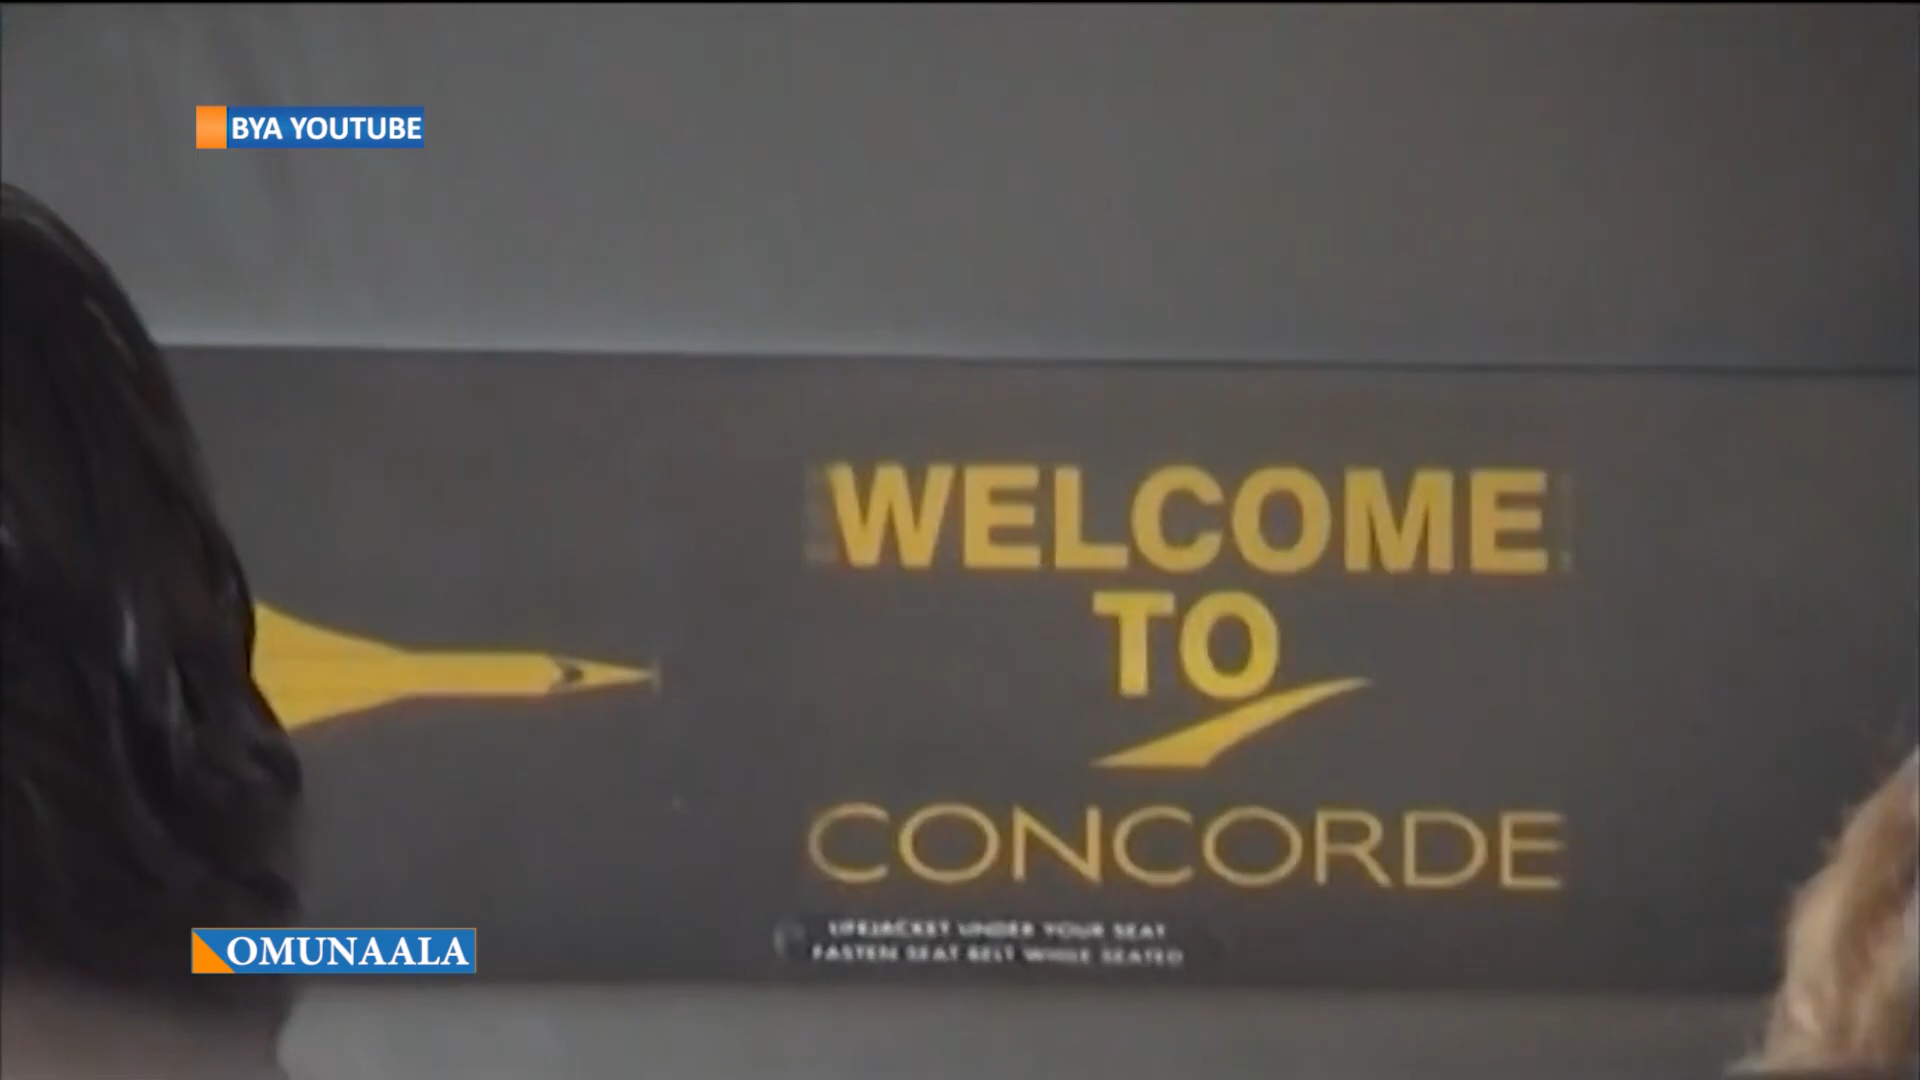 BYA YOUTUBE
WELCOME
TO
CONCORDE
LIFEJACKET UNDER YOUR SEAT
FASTEN SEAT BELT WHILE SEATED
OMUNAALA